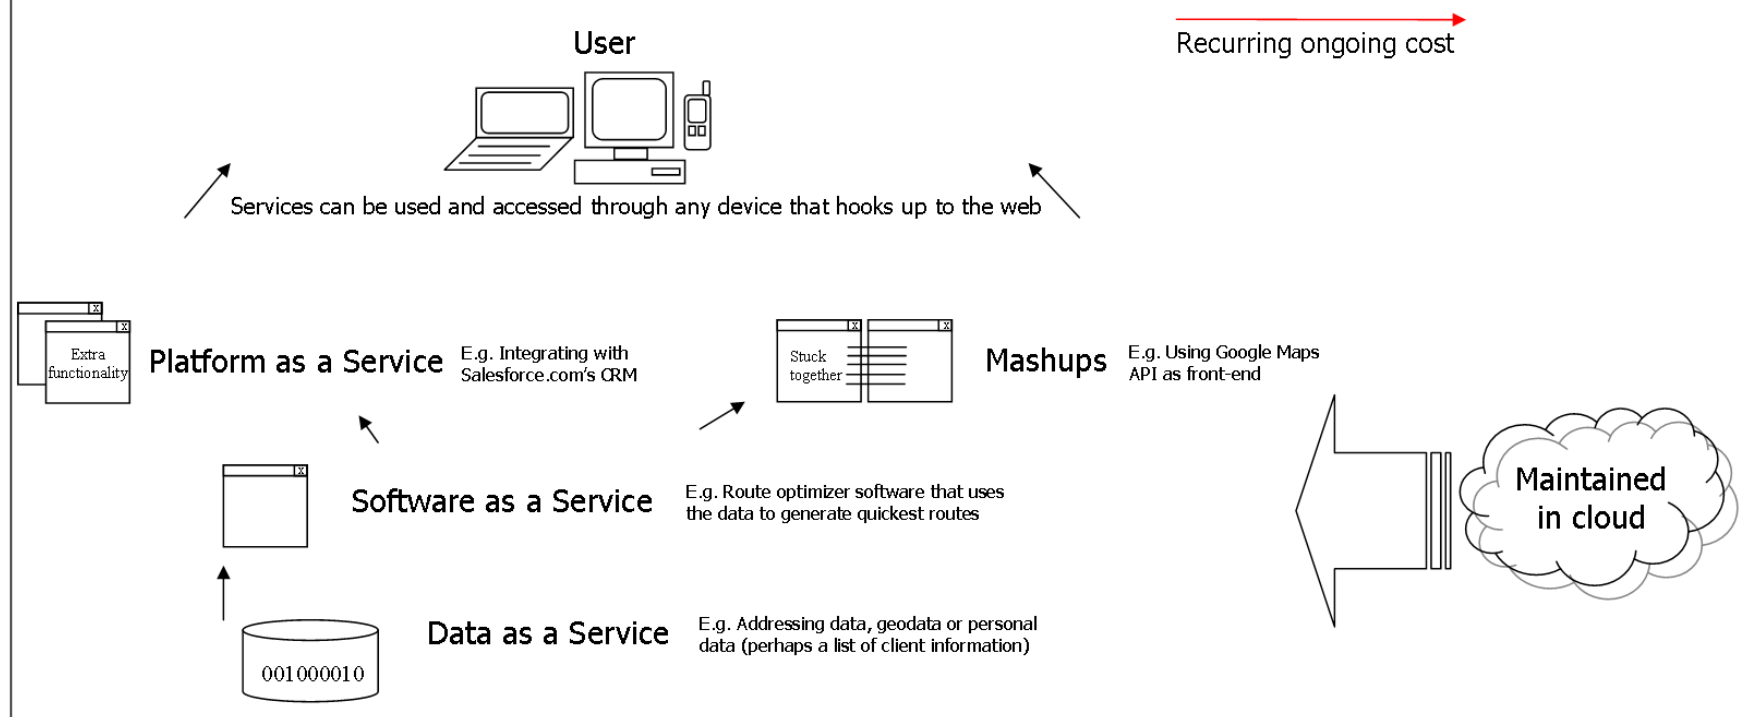 User
Recurring ongoing cost
Services can be used and accessed through any device that hooks up to the web
X
X
Extra
functionality
Platform as a Service
E.g. Integrating with
Salesforce.com's CRM
X
X
Stuck
together
Mashups
E.g. Using Google Maps
API as front-end
X
Software as a Service
E.g. Route optimizer software that uses
the data to generate quickest routes
Maintained
in cloud
Data as a Service
E.g. Addressing data, geodata or personal
data (perhaps a list of client information)
001000010